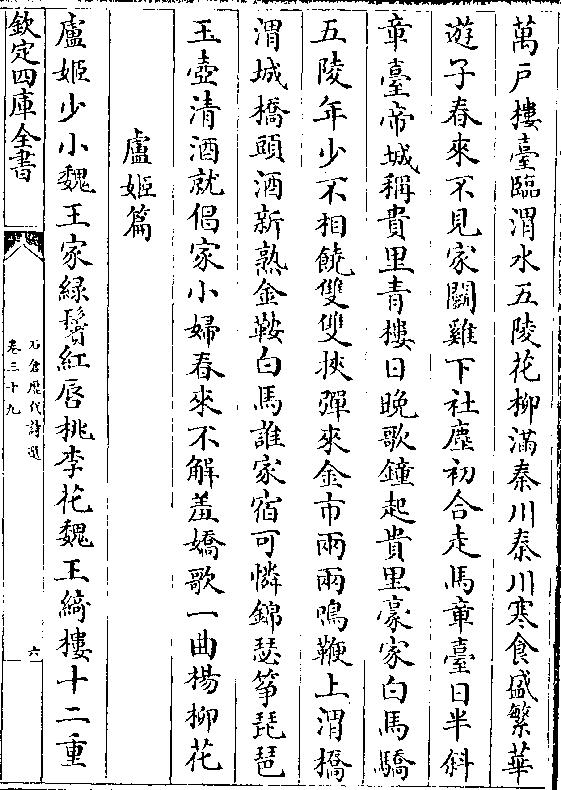 萬戸樓臺臨渭水五陵花柳滿秦川秦川寒食盛繁華
遊子春來不見家鬭雞下社塵初合走馬章臺日半斜
章臺帝城稱貴里青樓日晚歌鐘起貴里豪家白馬驕
五陵年少不相饒雙雙挾彈來金市兩兩鳴鞭上渭橋
渭城橋頭酒新熟金鞍白馬誰家宿可憐錦瑟箏琵琶
玉壺清酒就倡家小婦春來不解羞嬌歌一曲楊柳花
盧姬篇
盧姬少小魏王家緑鬢紅唇桃李花魏王綺樓十二重
欽定四庫全書
石倉歷代詩選
卷三十九
六